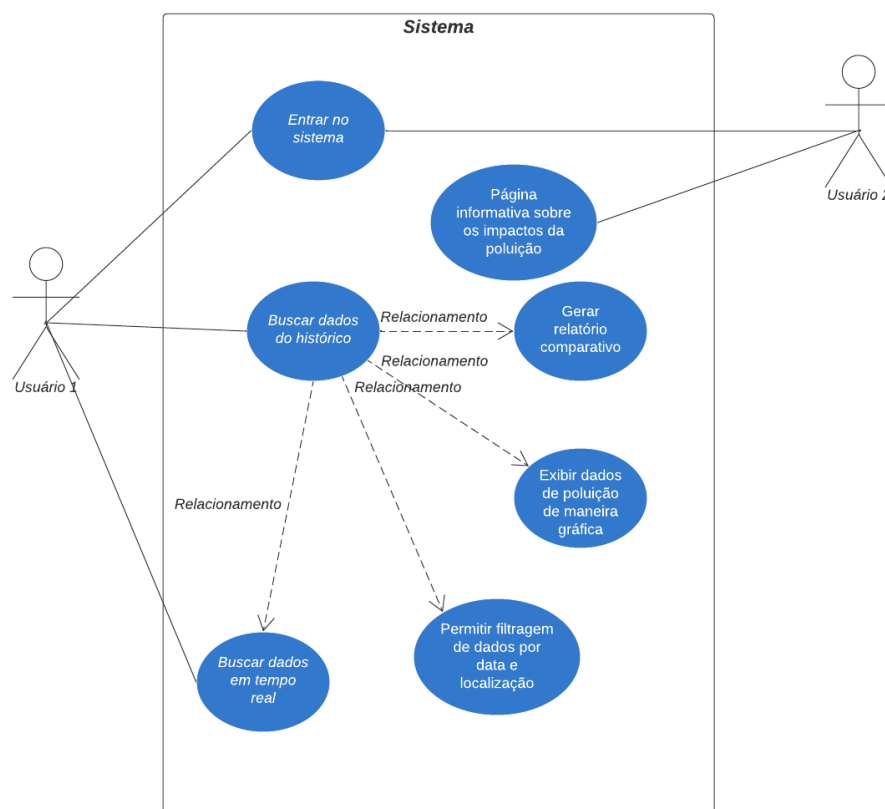 Sistema
Entrar no
sistema
Página
informativa sobre
os impactos da
poluição
Usuário 2
Buscar dados
do histórico
Relacionamento
Gerar
relatório
comparativo
Relacionamento
Relacionamento
Usuário 1
Exibir dados
de poluição
de maneira
gráfica
Relacionamento
Permitir filtragem
de dados por
data e
localização
Buscar dados
em tempo
real